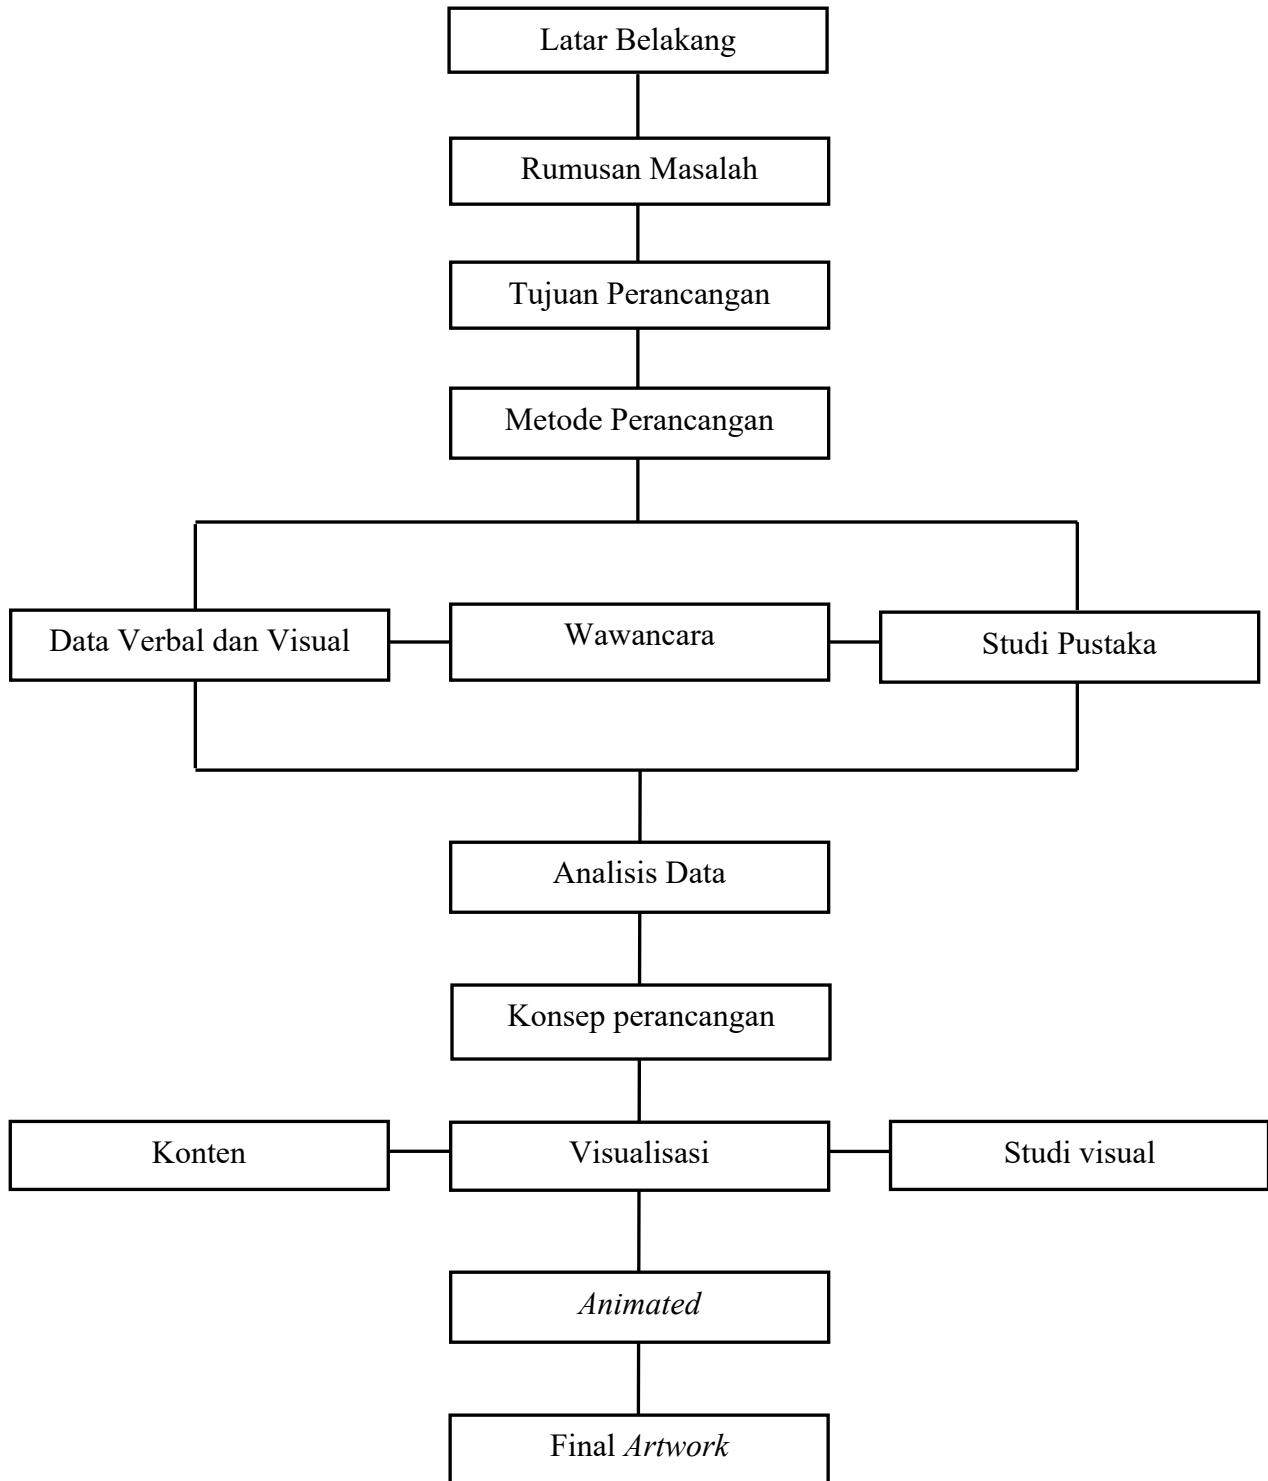 Latar Belakang
Rumusan Masalah
Tujuan Perancangan
Metode Perancangan
Data Verbal dan Visual
Wawancara
Studi Pustaka
Analisis Data
Konsep perancangan
Konten
Visualisasi
Studi visual
Animated
Final Artwork